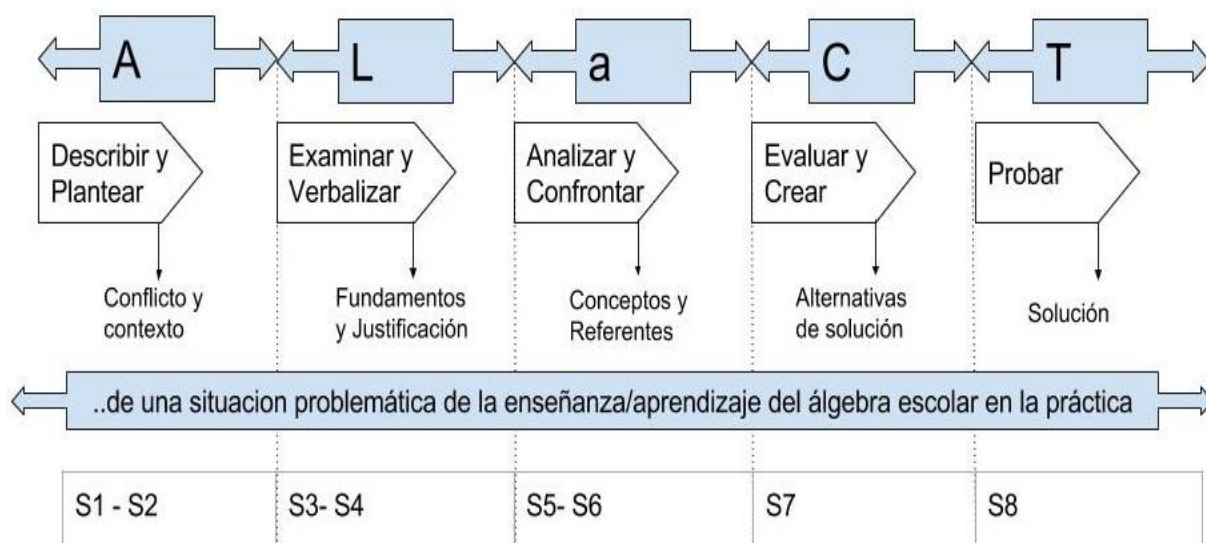 A
L
a
C
T
Describir y
Plantear
Examinar y
Verbalizar
Analizar y
Confrontar
Evaluar y
Crear
Probar
Conflicto y
contexto
Fundamentos
y Justificación
Conceptos y
Referentes
Alternativas
de solución
Solución
..de una situacion problemática de la enseñanza/aprendizaje del álgebra escolar en la práctica
S1 - S2
S3- S4
S5- S6
S7
S8